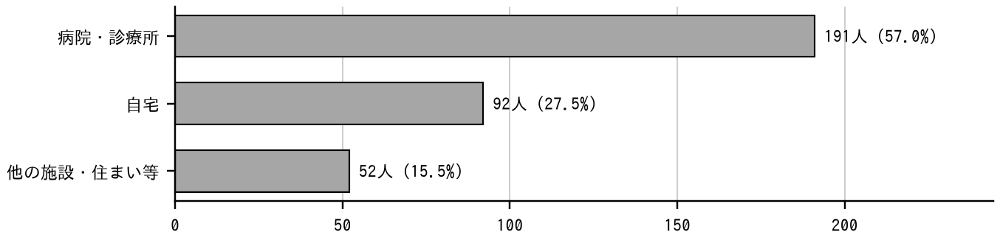 病院・診療所 191人 (57.0%)
自宅 92人 (27.5%)
他の施設・住まい等 52人 (15.5%)
0 50 100 150 200